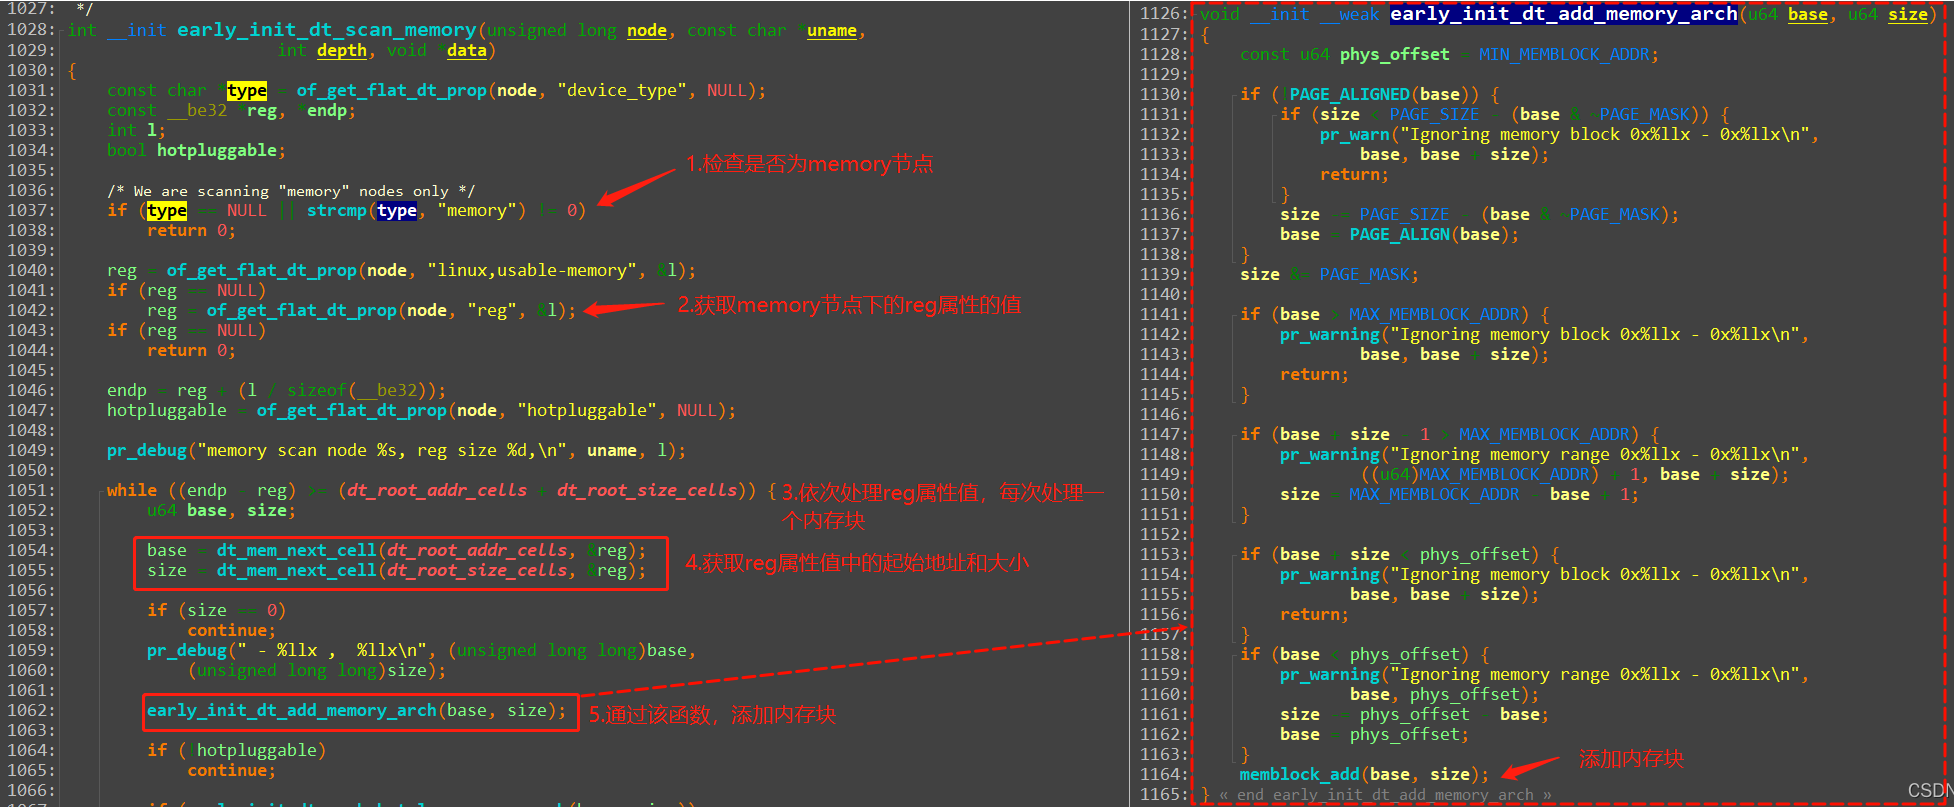 1027:  */
1028: int __init early_init_dt_scan_memory(unsigned long node, const char *uname,
1029:                      int depth, void *data)
1030: {
1031:     const char *type = of_get_flat_dt_prop(node, "device_type", NULL);
1032:     const __be32 *reg, *endp;
1033:     int l;
1034:     bool hotpluggable;
1035:
1.检查是否为memory节点
1036:     /* We are scanning "memory" nodes only */
1037:     if (type == NULL || strcmp(type, "memory") != 0)
1038:         return 0;
1039:
1040:     reg = of_get_flat_dt_prop(node, "linux,usable-memory", &l);
1041:     if (reg == NULL)
1042:         reg = of_get_flat_dt_prop(node, "reg", &l);
2.获取memory节点下的reg属性的值
1043:     if (reg == NULL)
1044:         return 0;
1045:
1046:     endp = reg + (l / sizeof(__be32));
1047:     hotpluggable = of_get_flat_dt_prop(node, "hotpluggable", NULL);
1048:
1049:     pr_debug("memory scan node %s, reg size %d,\n", uname, l);
1050:
1051:     while ((endp - reg) >= (dt_root_addr_cells + dt_root_size_cells)) {
3.依次处理reg属性值，每次处理一
个内存块
1052:         u64 base, size;
1053:
1054:         base = dt_mem_next_cell(dt_root_addr_cells, &reg);
1055:         size = dt_mem_next_cell(dt_root_size_cells, &reg);
4.获取reg属性值中的起始地址和大小
1056:
1057:         if (size == 0)
1058:             continue;
1059:         pr_debug(" - %llx ,  %llx\n", (unsigned long long)base,
1060:             (unsigned long long)size);
1061:
1062:         early_init_dt_add_memory_arch(base, size);
5.通过该函数，添加内存块
1063:
1064:         if (!hotpluggable)
1065:             continue;
1066:
1126: void __init __weak early_init_dt_add_memory_arch(u64 base, u64 size)
1127: {
1128:     const u64 phys_offset = MIN_MEMBLOCK_ADDR;
1129:
1130:     if (!PAGE_ALIGNED(base)) {
1131:         if (size < PAGE_SIZE - (base & ~PAGE_MASK)) {
1132:             pr_warn("Ignoring memory block 0x%llx - 0x%llx\n",
1133:                 base, base + size);
1134:             return;
1135:         }
1136:         size -= PAGE_SIZE - (base & ~PAGE_MASK);
1137:         base = PAGE_ALIGN(base);
1138:     }
1139:     size &= PAGE_MASK;
1140:
1141:     if (base > MAX_MEMBLOCK_ADDR) {
1142:         pr_warning("Ignoring memory block 0x%llx - 0x%llx\n",
1143:                 base, base + size);
1144:         return;
1145:     }
1146:
1147:     if (base + size - 1 > MAX_MEMBLOCK_ADDR) {
1148:         pr_warning("Ignoring memory range 0x%llx - 0x%llx\n",
1149:                 ((u64)MAX_MEMBLOCK_ADDR) + 1, base + size);
1150:         size = MAX_MEMBLOCK_ADDR - base + 1;
1151:     }
1152:
1153:     if (base + size < phys_offset) {
1154:         pr_warning("Ignoring memory block 0x%llx - 0x%llx\n",
1155:                base, base + size);
1156:         return;
1157:     }
1158:     if (base < phys_offset) {
1159:         pr_warning("Ignoring memory range 0x%llx - 0x%llx\n",
1160:                base, phys_offset);
1161:         size -= phys_offset - base;
1162:         base = phys_offset;
1163:     }
添加内存块
1164:     memblock_add(base, size);
1165: } « end early_init_dt_add_memory_arch »
CSDN